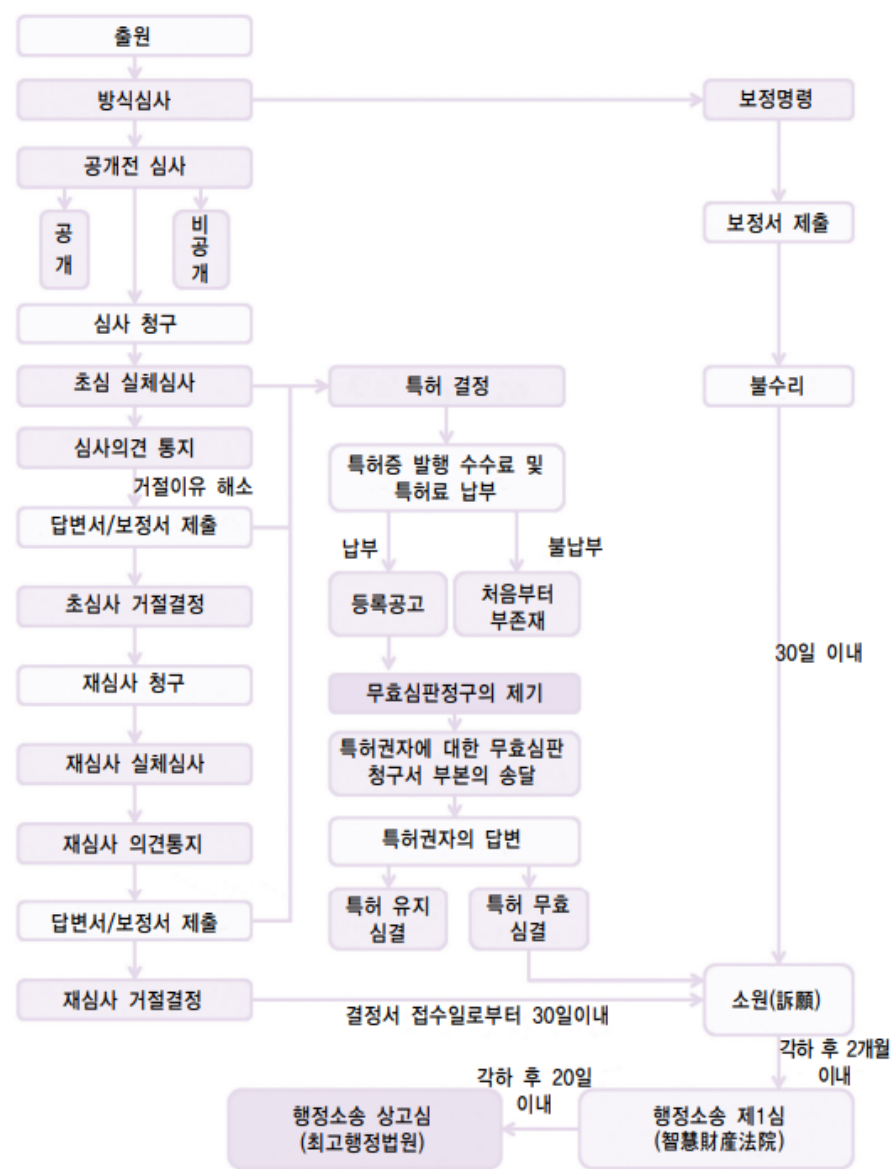 출원
방식심사
보정명령
공개전 심사
공
개
비
공
개
보정서 제출
심사 청구
초심 실체심사
특허 결정
불수리
심사의견 통지
특허증 발행 수수료 및
특허료 납부
거절이유 해소
답변서/보정서 제출
납부
불납부
초심사 거절결정
등록공고
처음부터
부존재
30일 이내
재심사 청구
무효심판정구의 제기
재심사 실체심사
특허권자에 대한 무효심판
청구서 부본의 송달
재심사 의견통지
특허권자의 답변
답변서/보정서 제출
특허 유지
심결
특허 무효
심결
재심사 거절결정
결정서 접수일로부터 30일이내
소원(訴願)
각하 후 2개월
이내
각하 후 20일
이내
행정소송 상고심
(최고행정법원)
행정소송 제1심
(智慧財産法院)